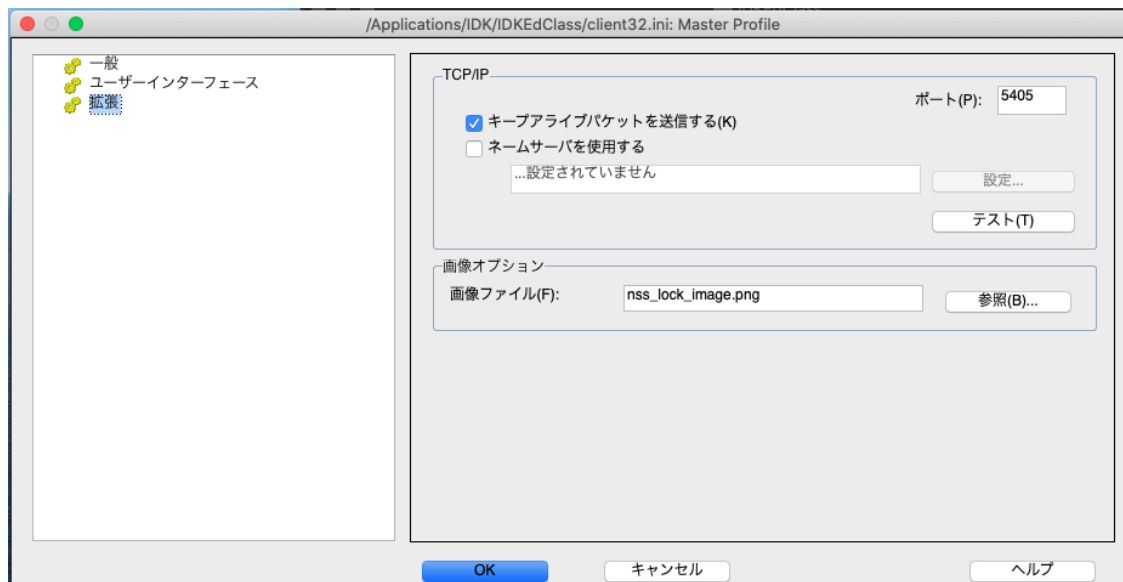 /Applications/IDK/IDKEdClass/client32.ini: Master Profile
一般
ユーザーインターフェース
拡張
TCP/IP
ポート(P): 5405
キープアライブパケットを送信する(K)
ネームサーバを使用する
...設定されていません
設定...
テスト(T)
画像オプション
画像ファイル(F): nss_lock_image.png 参照(B)...
OK キャンセル ヘルプ